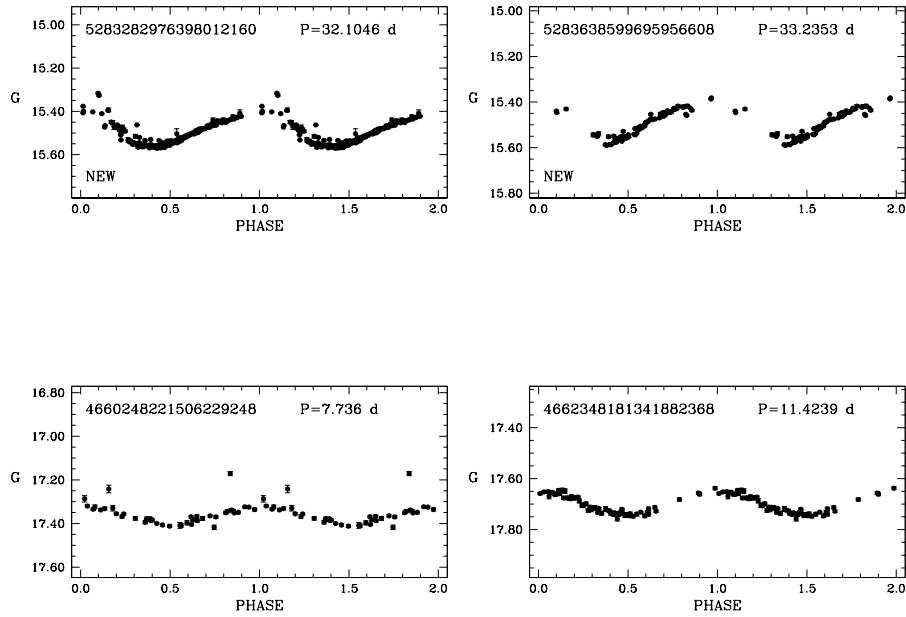 15.00
5283282976398012160 P=32.1046 d
15.20
G
15.40
15.60
NEW
0.0 0.5 1.0 1.5 2.0
PHASE
15.00
5283638599695956608 P=33.2353 d
15.20
G
15.40
15.60
NEW
15.80
0.0 0.5 1.0 1.5 2.0
PHASE
16.80
4660248221506229248 P=7.736 d
17.00
17.20
G
17.40
17.60
0.0 0.5 1.0 1.5 2.0
PHASE
4662348181341882368 P=11.4239 d
17.40
G
17.60
17.80
0.0 0.5 1.0 1.5 2.0
PHASE